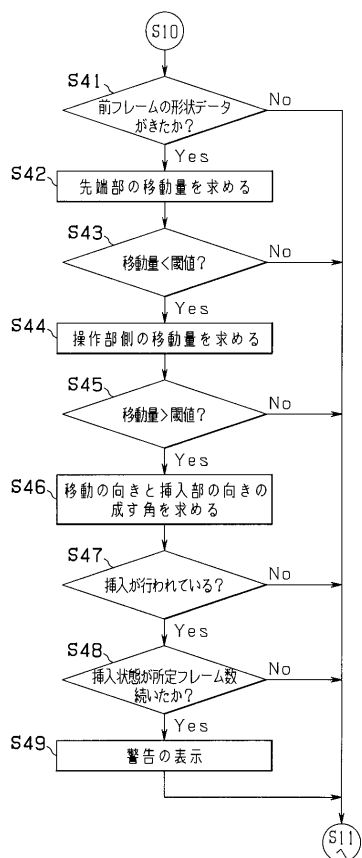 S10
S41
前フレームの形状データ
がきたか?
No
Yes
S42
先端部の移動量を求める
S43
移動量<閾値?
No
Yes
S44
操作部側の移動量を求める
S45
移動量>閾値?
No
Yes
S46
移動の向きと挿入部の向きの
成す角を求める
S47
挿入が行われている?
No
Yes
S48
挿入状態が所定フレーム数
続いたか?
No
Yes
S49
警告の表示
S11
へ